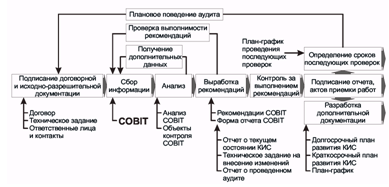 Плановое поведение аудита
Проверка выполнимости
рекомендаций
Получение
дополнительных
данных
План-график
проведения
последующих
проверок
Определение сроков
последующих проверок
Подписание договорной
и исходно-разрешительной
документации
Сбор
информации
Анализ
Выработка
рекомендаций
Контроль за
выполнением
рекомендаций
Подписание отчета,
актов приемки работ
Разработка
дополнительной
документации
Договор
Техническое задание
Ответственные лица
и контакты
COBIT
Анализ
COBIT
Объекты
контроля
COBIT
Рекомендации COBIT
Форма отчета COBIT
Отчет о текущем
состоянии КИС
Техническое задание на
внесение изменений
Отчет о проведенном
аудите
Долгосрочный план
развития КИС
Краткосрочный план
развития КИС
План-график